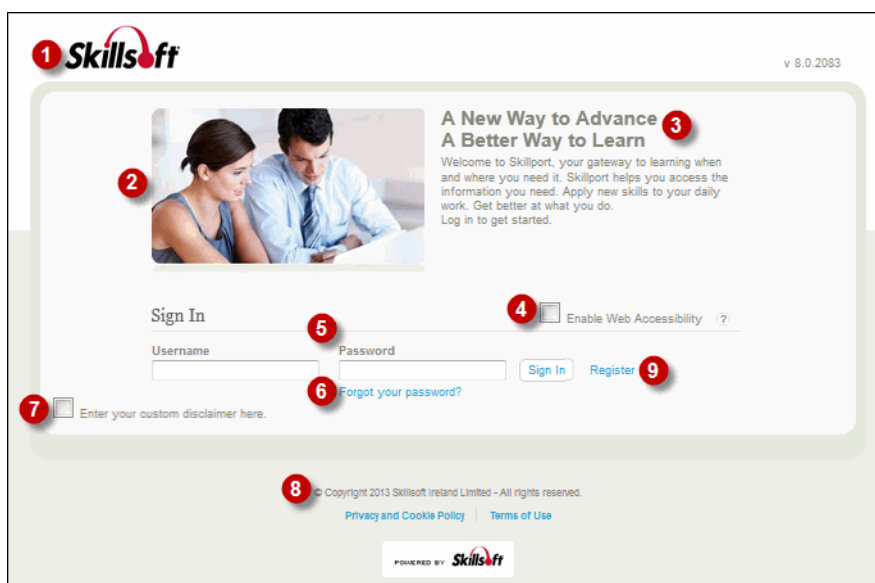 1 Skillsoft
v 8.0.2083
A New Way to Advance 3
A Better Way to Learn
2
Welcome to Skillport, your gateway to learning when
and where you need it. Skillport helps you access the
information you need. Apply new skills to your daily
work. Get better at what you do.
Log in to get started.
Sign In
4 Enable Web Accessibility ?
5
Username Password
Sign In Register 9
6 Forgot your password?
7 Enter your custom disclaimer here.
8 © Copyright 2013 Skillsoft Ireland Limited - All rights reserved.
Privacy and Cookie Policy Terms of Use
POWERED BY Skillsoft